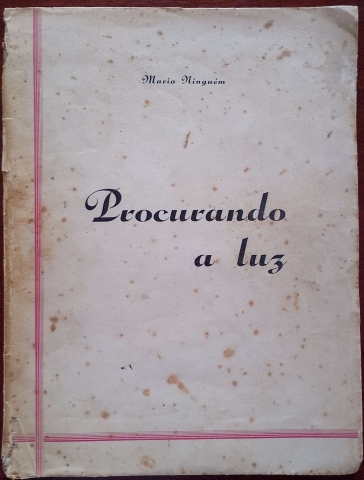 Maria Ninguém
Procurando
a luz